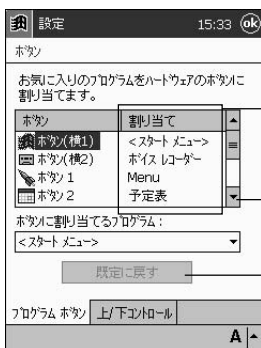 設定 15:33 ok
ボタン
お気に入りのプログラムをハードウェアのボタンに
割り当てます。
ボタン 割り当て
ボタン(横1) <スタート メニュー>
ボタン(横2) ボイス レコーダー
ボタン 1 Menu
ボタン 2 予定表
ボタンに割り当てるプログラム:
<スタート メニュー>
既定に戻す
プログラム ボタン 上/下コントロール
A